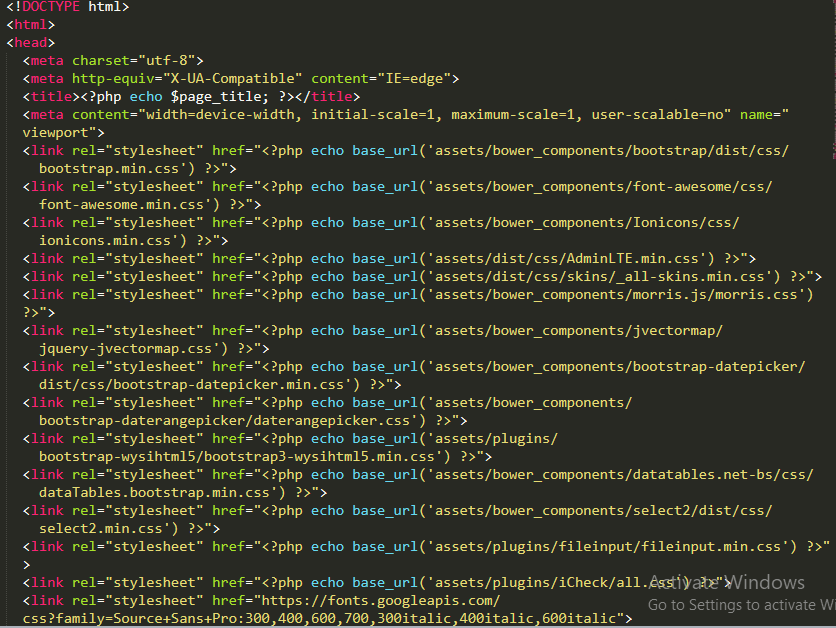 <!DOCTYPE html>
<html>
<head>
<meta charset="utf-8">
<meta http-equiv="X-UA-Compatible" content="IE=edge">
<title><?php echo $page_title; ?></title>
<meta content="width=device-width, initial-scale=1, maximum-scale=1, user-scalable=no" name="
viewport">
<link rel="stylesheet" href="<?php echo base_url('assets/bower_components/bootstrap/dist/css/
bootstrap.min.css') ?>">
<link rel="stylesheet" href="<?php echo base_url('assets/bower_components/font-awesome/css/
font-awesome.min.css') ?>">
<link rel="stylesheet" href="<?php echo base_url('assets/bower_components/Ionicons/css/
ionicons.min.css') ?>">
<link rel="stylesheet" href="<?php echo base_url('assets/dist/css/AdminLTE.min.css') ?>">
<link rel="stylesheet" href="<?php echo base_url('assets/dist/css/skins/_all-skins.min.css') ?>">
<link rel="stylesheet" href="<?php echo base_url('assets/bower_components/morris.js/morris.css')
?>">
<link rel="stylesheet" href="<?php echo base_url('assets/bower_components/jvectormap/
jquery-jvectormap.css') ?>">
<link rel="stylesheet" href="<?php echo base_url('assets/bower_components/bootstrap-datepicker/
dist/css/bootstrap-datepicker.min.css') ?>">
<link rel="stylesheet" href="<?php echo base_url('assets/bower_components/
bootstrap-daterangepicker/daterangepicker.css') ?>">
<link rel="stylesheet" href="<?php echo base_url('assets/plugins/
bootstrap-wysihtml5/bootstrap3-wysihtml5.min.css') ?>">
<link rel="stylesheet" href="<?php echo base_url('assets/bower_components/datatables.net-bs/css/
dataTables.bootstrap.min.css') ?>">
<link rel="stylesheet" href="<?php echo base_url('assets/bower_components/select2/dist/css/
select2.min.css') ?>">
<link rel="stylesheet" href="<?php echo base_url('assets/plugins/fileinput/fileinput.min.css') ?>"
>
<link rel="stylesheet" href="<?php echo base_url('assets/plugins/iCheck/all.css') ?>">
Activate Windows
<link rel="stylesheet" href="https://fonts.googleapis.com/
Go to Settings to activate Wi
css?family=Source+Sans+Pro:300,400,600,700,300italic,400italic,600italic">